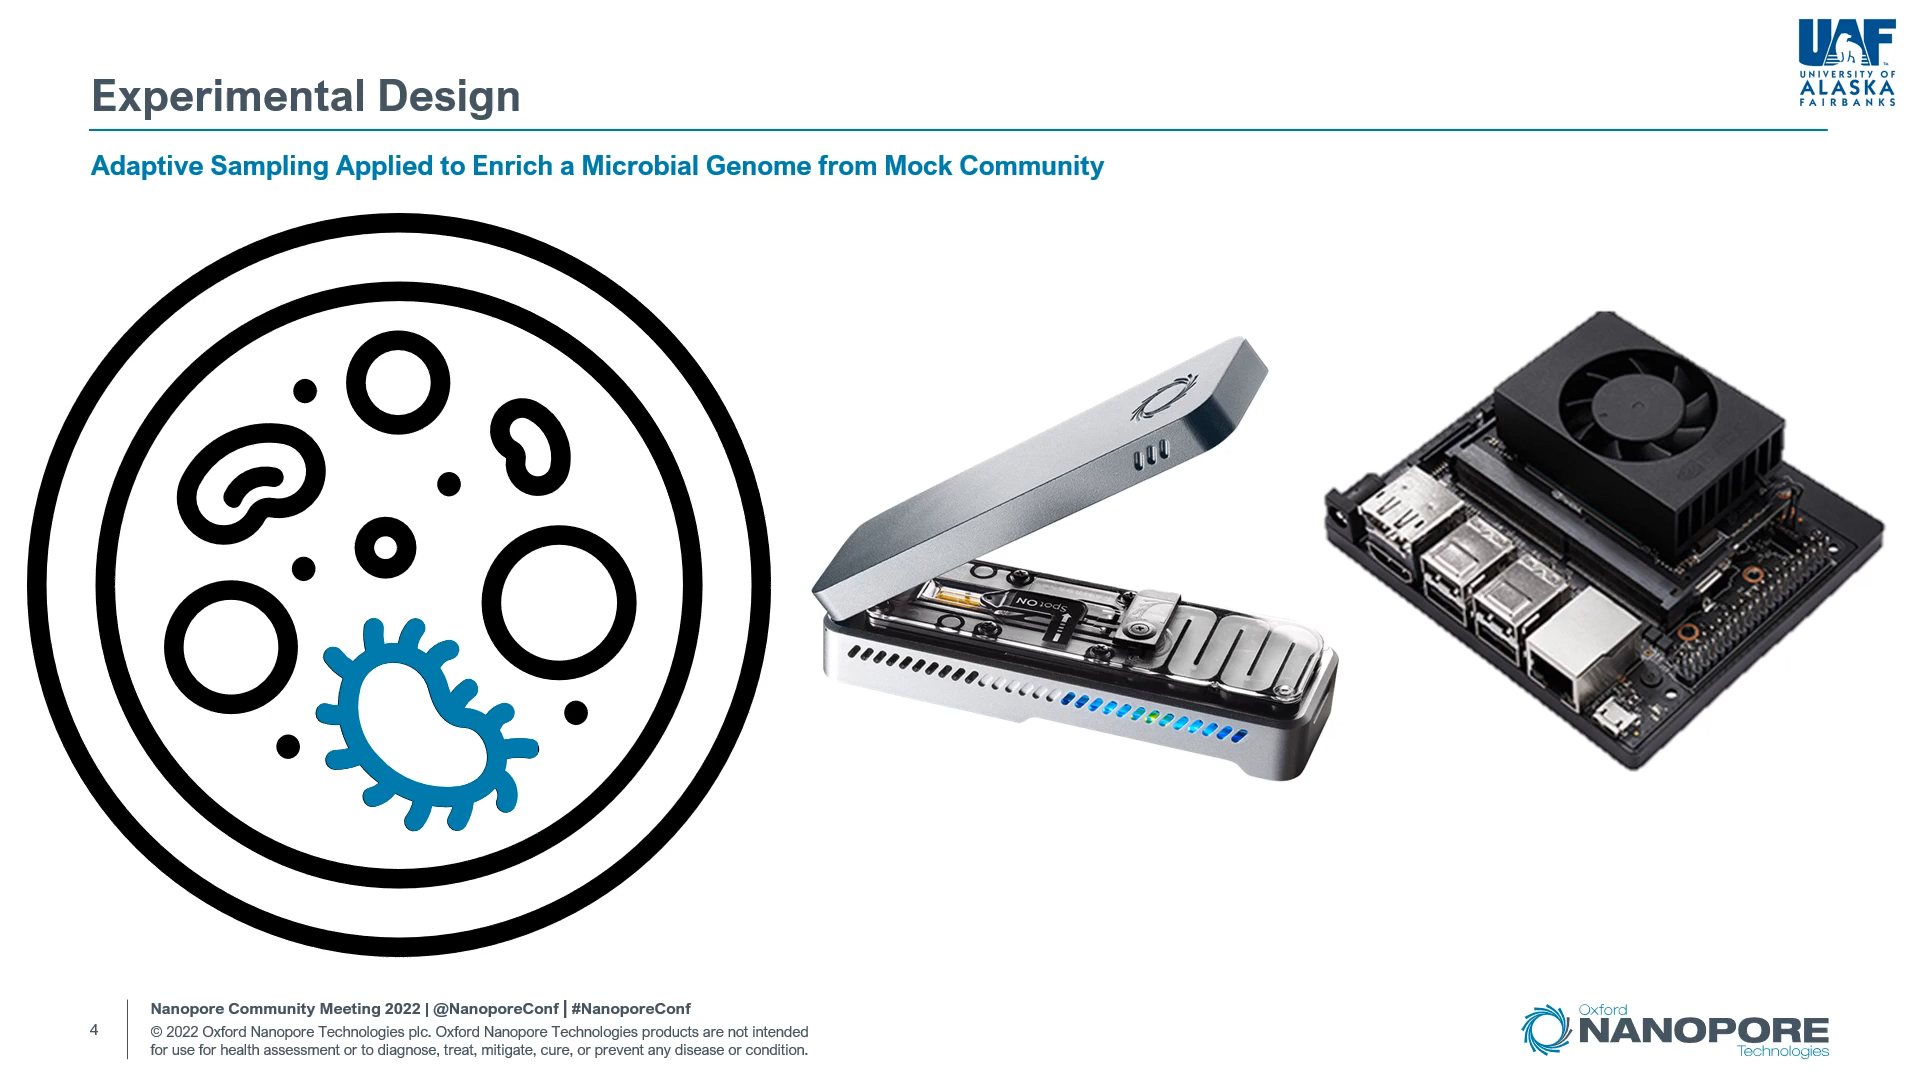 UAF
UNIVERSITY OF
ALASKA
FAIRBANKS
Experimental Design
Adaptive Sampling Applied to Enrich a Microbial Genome from Mock Community
SpotON
Nanopore Community Meeting 2022 | @NanoporeConf | #NanoporeConf
4
© 2022 Oxford Nanopore Technologies plc. Oxford Nanopore Technologies products are not intended
for use for health assessment or to diagnose, treat, mitigate, cure, or prevent any disease or condition.
Oxford
NANOPORE
Technologies